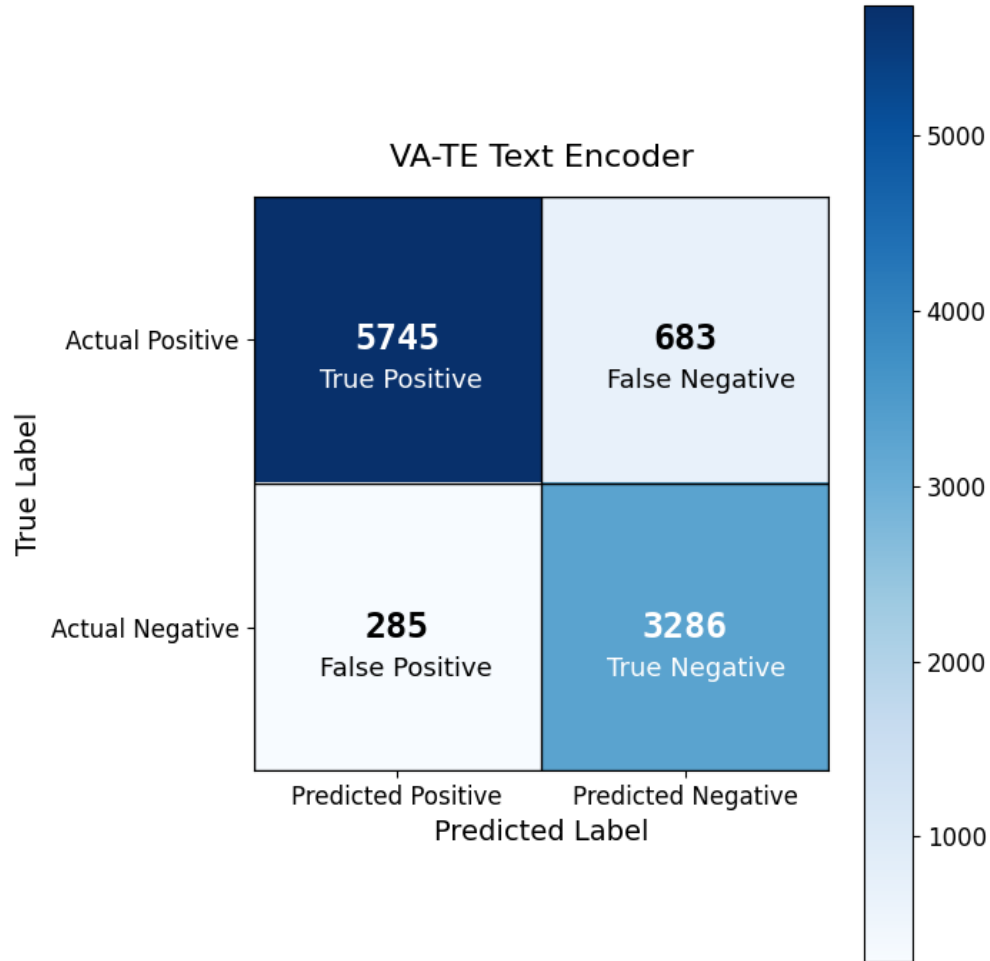 VA-TE Text Encoder
True Label
Actual Positive
5745
True Positive
683
False Negative
Actual Negative
285
False Positive
3286
True Negative
Predicted Positive
Predicted Negative
Predicted Label
5000
4000
3000
2000
1000